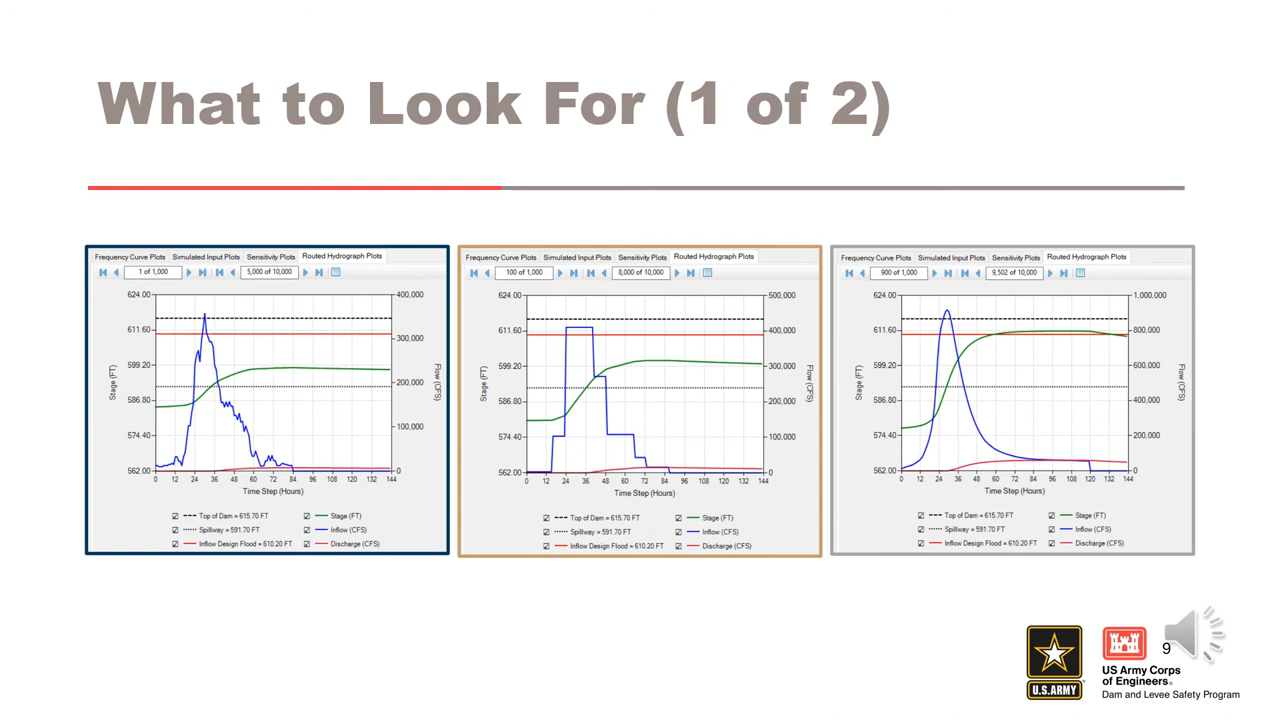 What to Look For (1 of 2)
Frequency Curve Plots Simulated Input Plots Sensitivity Plots Routed Hydrograph Plots
1 of 1,000 5,000 of 10,000
624.00 400,000
611.60 300,000
599.20 200,000
586.80 100,000
574.40
562.00 0
Stage (FT)
Flow (CFS)
0 12 24 36 48 60 72 84 96 108 120 132 144
Time Step (Hours)
Top of Dam = 615.70 FT Stage (FT)
Spillway = 591.70 FT Inflow (CFS)
Inflow Design Flood = 610.20 FT Discharge (CFS)
Frequency Curve Plots Simulated Input Plots Sensitivity Plots Routed Hydrograph Plots
100 of 1,000 8,000 of 10,000
624.00 500,000
611.60 400,000
599.20 300,000
586.80 200,000
574.40 100,000
562.00 0
Stage (FT)
Flow (CFS)
0 12 24 36 48 60 72 84 96 108 120 132 144
Time Step (Hours)
Top of Dam = 615.70 FT Stage (FT)
Spillway = 591.70 FT Inflow (CFS)
Inflow Design Flood = 610.20 FT Discharge (CFS)
Frequency Curve Plots Simulated Input Plots Sensitivity Plots Routed Hydrograph Plots
900 of 1,000 9,502 of 10,000
624.00 1,000,000
611.60 800,000
599.20 600,000
586.80 400,000
574.40 200,000
562.00 0
Stage (FT)
Flow (CFS)
0 12 24 36 48 60 72 84 96 108 120 132 144
Time Step (Hours)
Top of Dam = 615.70 FT Stage (FT)
Spillway = 591.70 FT Inflow (CFS)
Inflow Design Flood = 610.20 FT Discharge (CFS)
U.S.ARMY
9
US Army Corps
of Engineers®
Dam and Levee Safety Program